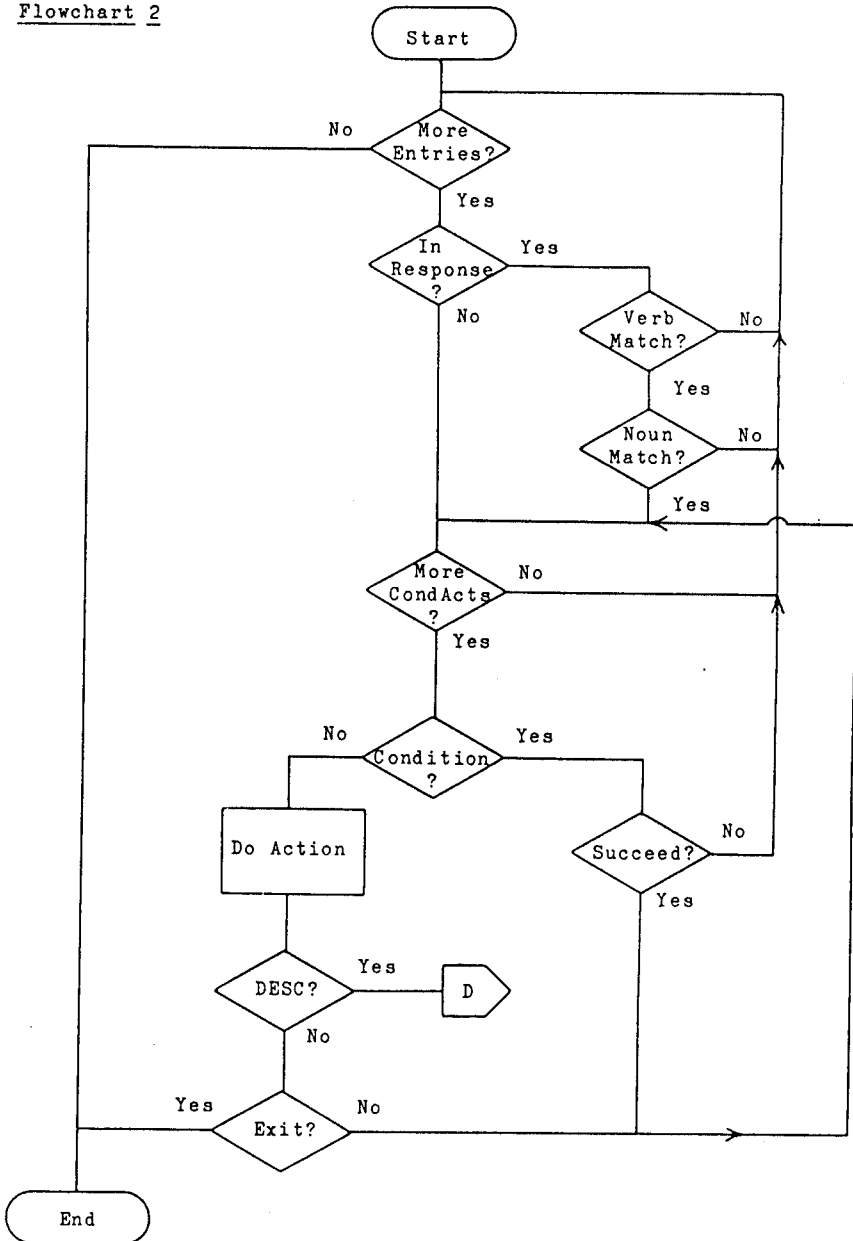 Flowchart 2
Start
No
More
Entries?
Yes
In
Response
?
Yes
No
Verb
Match?
No
Yes
Noun
Match?
No
Yes
More
CondActs
?
No
Yes
No
Condition
?
Yes
Do Action
Succeed?
No
Yes
DESC?
Yes
D
No
Yes
Exit?
No
End